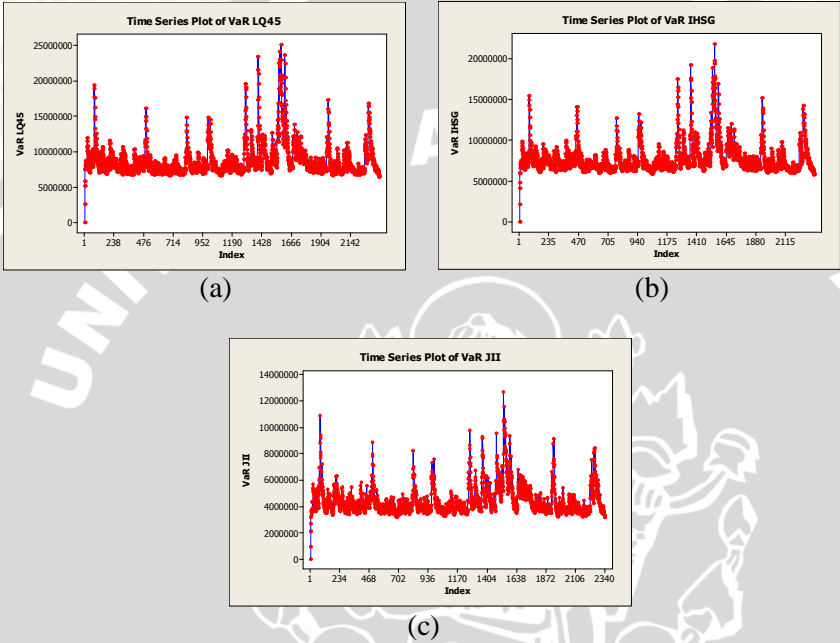 Time Series Plot of VaR LQ45
25000000
20000000
15000000
10000000
5000000
0
VaR LQ45
1 238 476 714 952 1190 1428 1666 1904 2142
Index
(a)
Time Series Plot of VaR IHSG
20000000
15000000
10000000
5000000
0
VaR IHSG
1 235 470 705 940 1175 1410 1645 1880 2115
Index
(b)
Time Series Plot of VaR JII
14000000
12000000
10000000
8000000
6000000
4000000
2000000
0
VaR JII
1 234 468 702 936 1170 1404 1638 1872 2106 2340
Index
(c)